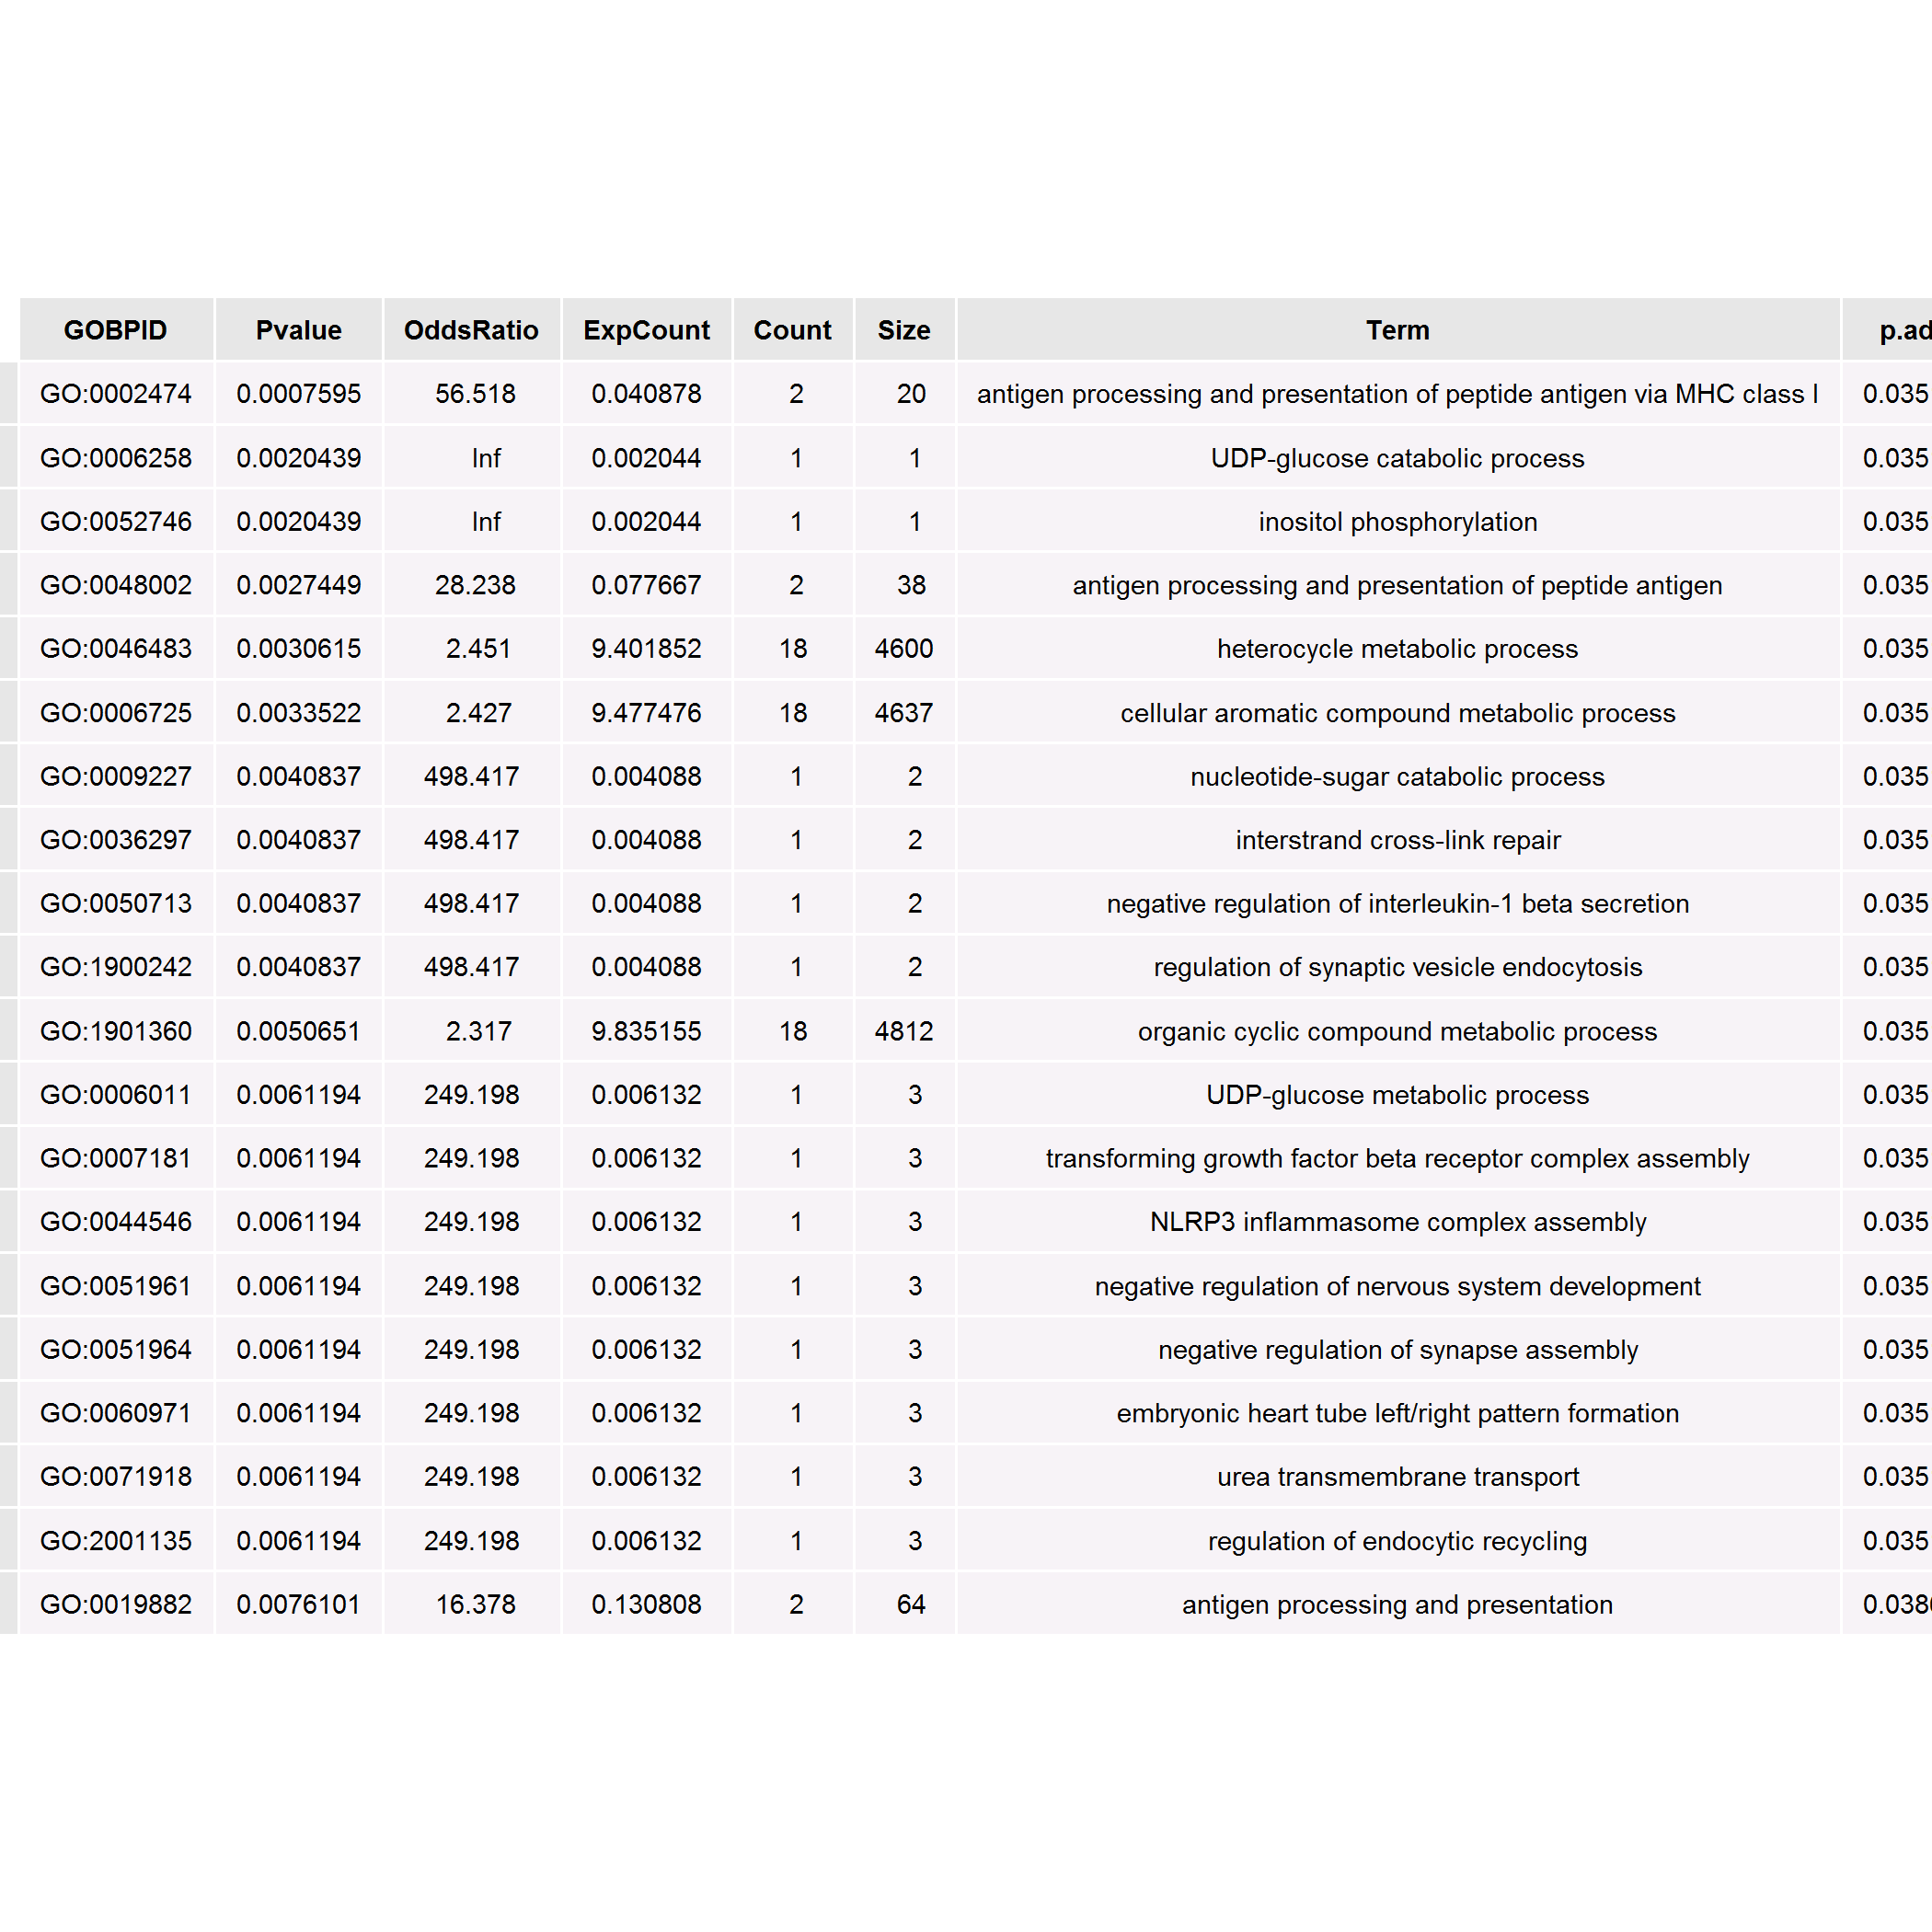 GOBPID Pvalue OddsRatio ExpCount Count Size Term p.ad
GO:0002474 0.0007595 56.518 0.040878 2 20 antigen processing and presentation of peptide antigen via MHC class I 0.035
GO:0006258 0.0020439 Inf 0.002044 1 1 UDP-glucose catabolic process 0.035
GO:0052746 0.0020439 Inf 0.002044 1 1 inositol phosphorylation 0.035
GO:0048002 0.0027449 28.238 0.077667 2 38 antigen processing and presentation of peptide antigen 0.035
GO:0046483 0.0030615 2.451 9.401852 18 4600 heterocycle metabolic process 0.035
GO:0006725 0.0033522 2.427 9.477476 18 4637 cellular aromatic compound metabolic process 0.035
GO:0009227 0.0040837 498.417 0.004088 1 2 nucleotide-sugar catabolic process 0.035
GO:0036297 0.0040837 498.417 0.004088 1 2 interstrand cross-link repair 0.035
GO:0050713 0.0040837 498.417 0.004088 1 2 negative regulation of interleukin-1 beta secretion 0.035
GO:1900242 0.0040837 498.417 0.004088 1 2 regulation of synaptic vesicle endocytosis 0.035
GO:1901360 0.0050651 2.317 9.835155 18 4812 organic cyclic compound metabolic process 0.035
GO:0006011 0.0061194 249.198 0.006132 1 3 UDP-glucose metabolic process 0.035
GO:0007181 0.0061194 249.198 0.006132 1 3 transforming growth factor beta receptor complex assembly 0.035
GO:0044546 0.0061194 249.198 0.006132 1 3 NLRP3 inflammasome complex assembly 0.035
GO:0051961 0.0061194 249.198 0.006132 1 3 negative regulation of nervous system development 0.035
GO:0051964 0.0061194 249.198 0.006132 1 3 negative regulation of synapse assembly 0.035
GO:0060971 0.0061194 249.198 0.006132 1 3 embryonic heart tube left/right pattern formation 0.035
GO:0071918 0.0061194 249.198 0.006132 1 3 urea transmembrane transport 0.035
GO:2001135 0.0061194 249.198 0.006132 1 3 regulation of endocytic recycling 0.035
GO:0019882 0.0076101 16.378 0.130808 2 64 antigen processing and presentation 0.038